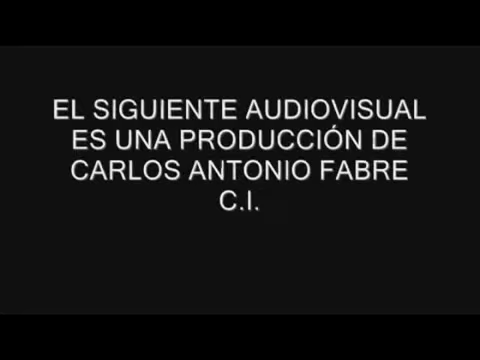 EL SIGUIENTE AUDIOVISUAL
ES UNA PRODUCCIÓN DE
CARLOS ANTONIO FABRE
C.I.